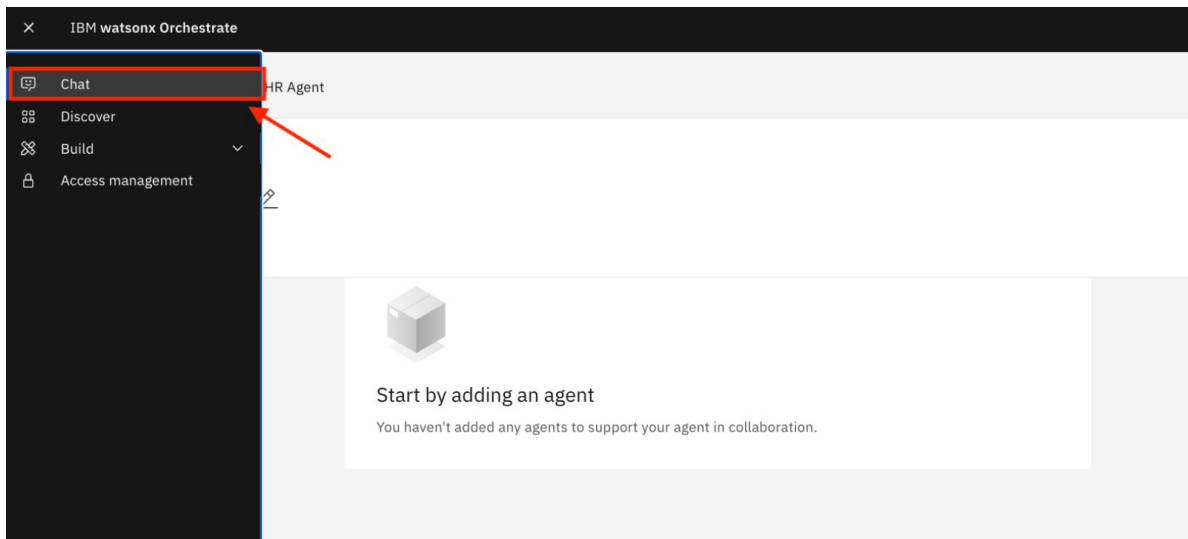 IBM watsonx Orchestrate
Chat
HR Agent
Discover
Build
Access management
Start by adding an agent
You haven't added any agents to support your agent in collaboration.